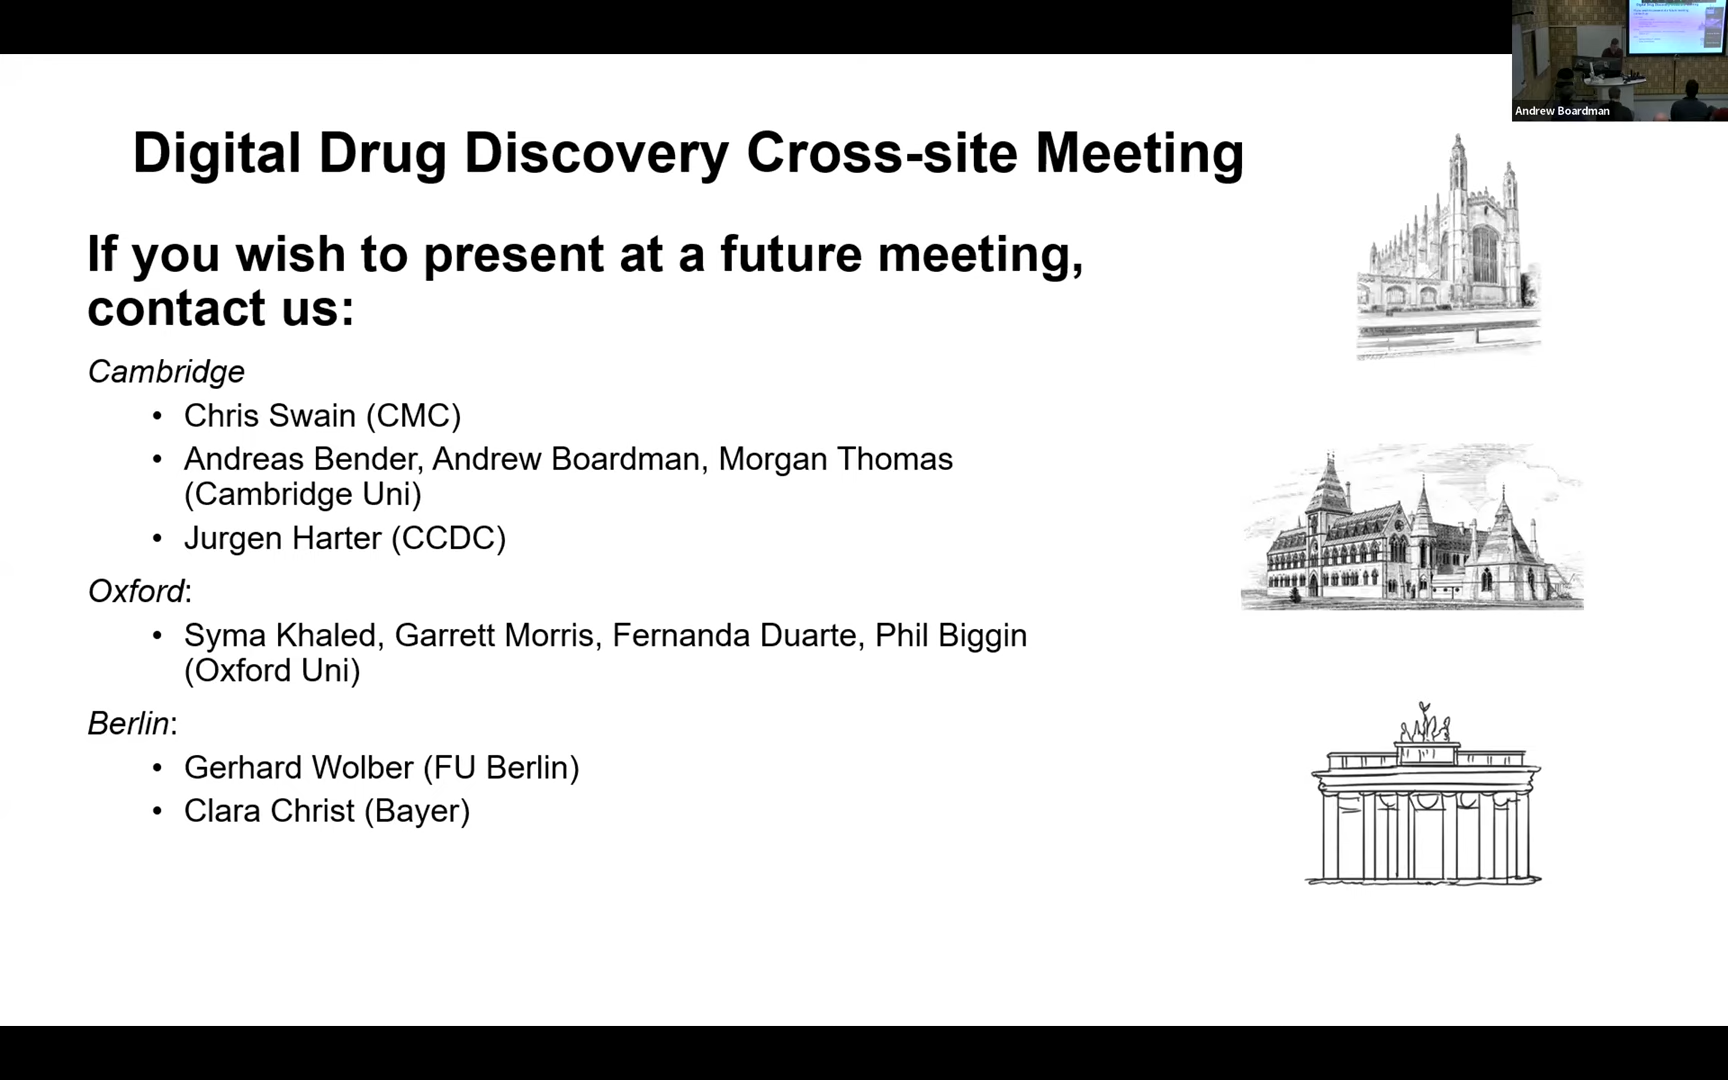 Digital Drug Discovery Cross-site Meeting
If you wish to present at a future meeting,
contact us:
Cambridge
• Chris Swain (CMC)
• Andreas Bender, Andrew Boardman, Morgan Thomas
(Cambridge Uni)
• Jurgen Harter (CCDC)
Oxford:
• Syma Khaled, Garrett Morris, Fernanda Duarte, Phil Biggin
(Oxford Uni)
Berlin:
• Gerhard Wolber (FU Berlin)
• Clara Christ (Bayer)
Andrew Boardman